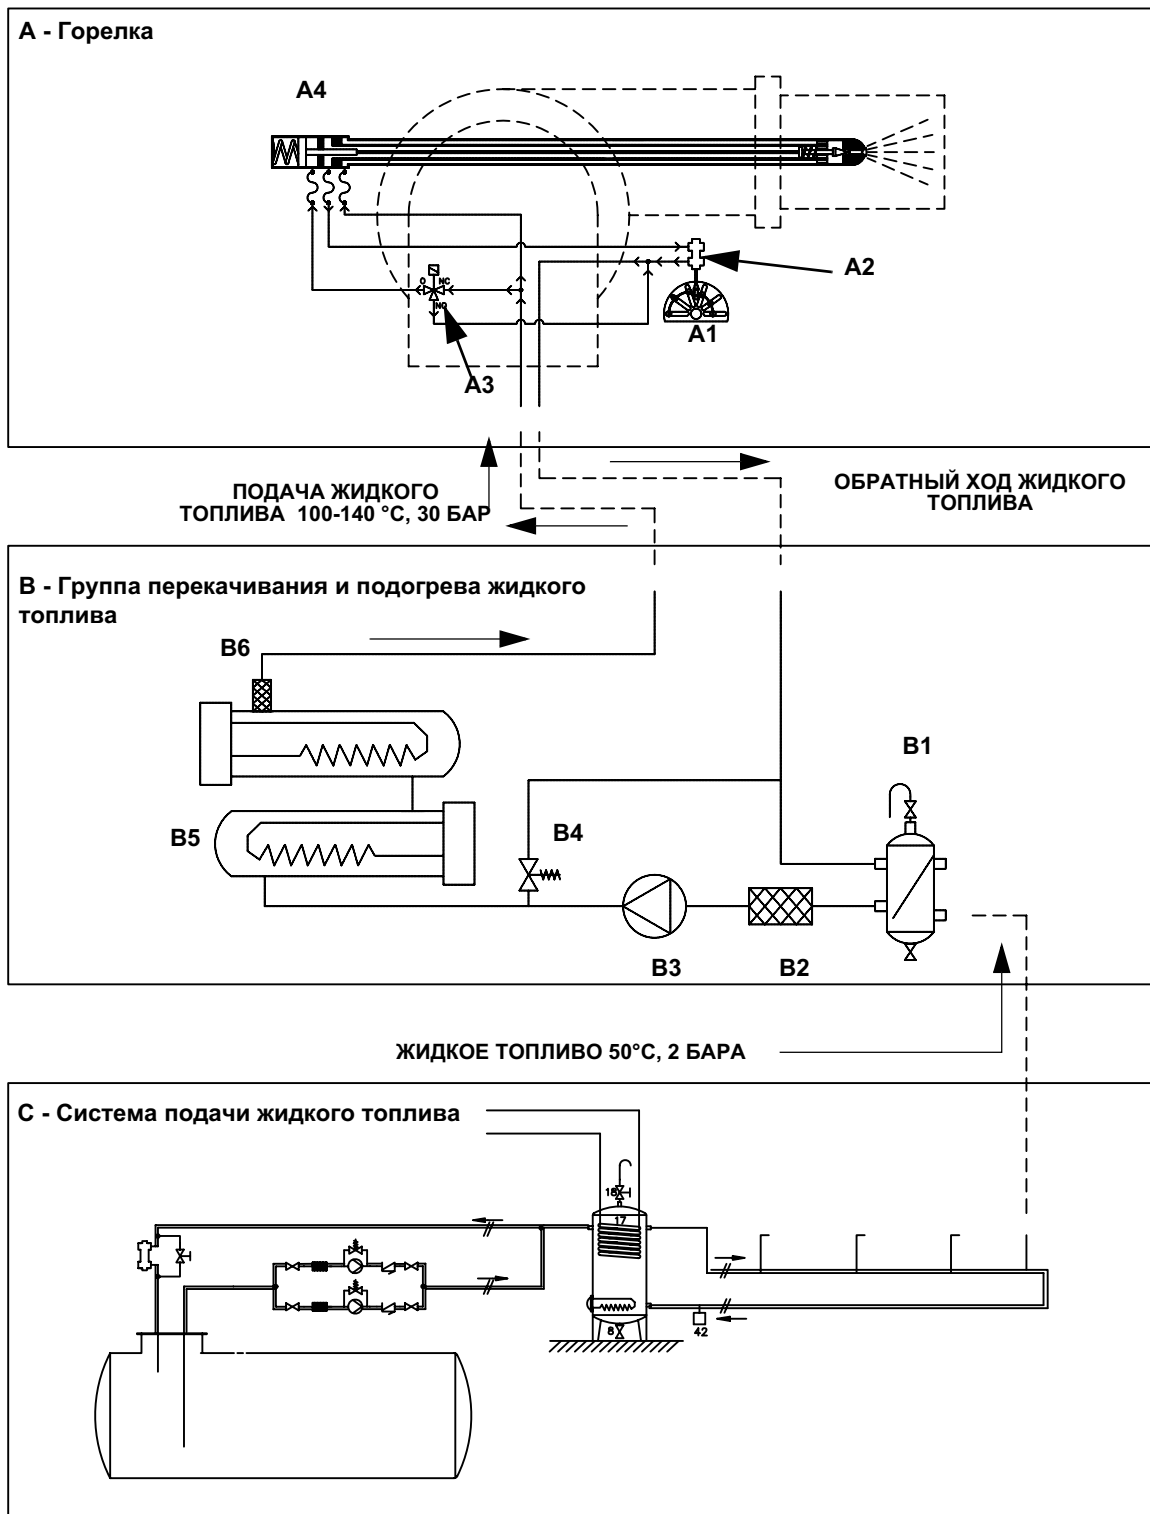 А - Горелка
A4
O
NC
NO
A2
A1
A3
ПОДАЧА ЖИДКОГО
ТОПЛИВА 100-140 °C, 30 БАР
ОБРАТНЫЙ ХОД ЖИДКОГО
ТОПЛИВА
В - Группа перекачивания и подогрева жидкого
топлива
B6
B1
B5
B4
B3
B2
ЖИДКОЕ ТОПЛИВО 50°C, 2 БАРА
С - Система подачи жидкого топлива
18
17
8
42